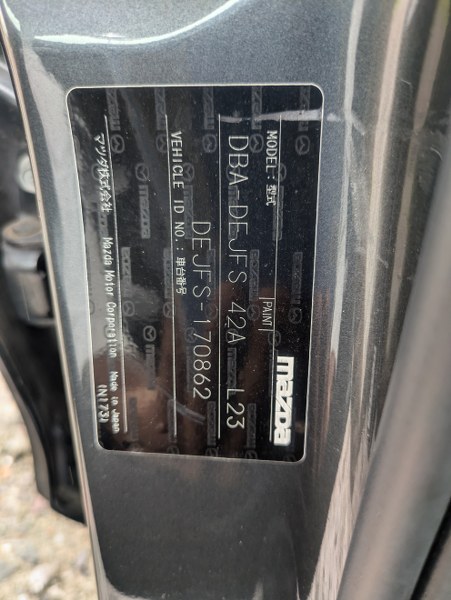 mazda
MODEL: 型式 PAINT
DBA-DEJFS 42A L23
VEHICLE ID NO.: 車台番号
DEJFS-170862
マツダ株式会社 Mazda Motor Corporation Made in Japan